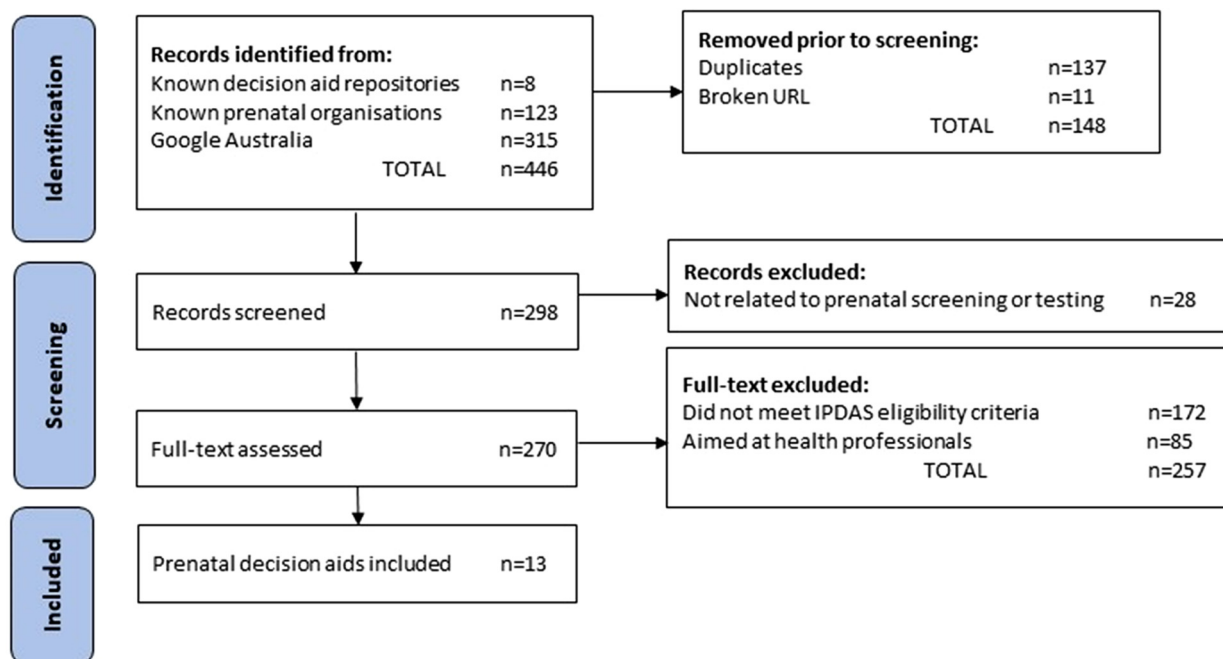 Identification
Records identified from:
Known decision aid repositories n=8
Known prenatal organisations n=123
Google Australia n=315
TOTAL n=446
Removed prior to screening:
Duplicates n=137
Broken URL n=11
TOTAL n=148
Screening
Records screened n=298
Records excluded:
Not related to prenatal screening or testing n=28
Full-text assessed n=270
Full-text excluded:
Did not meet IPDAS eligibility criteria n=172
Aimed at health professionals n=85
TOTAL n=257
Included
Prenatal decision aids included n=13